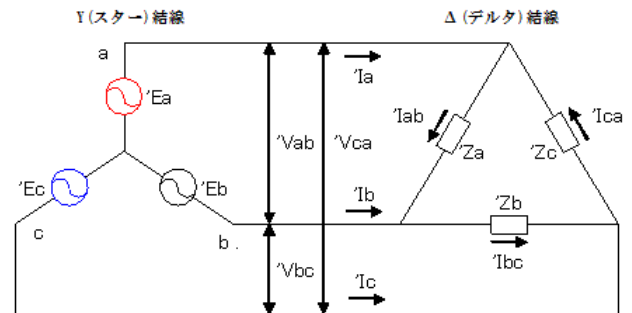 Y(スター)結線
Δ(デルタ)結線
a
'Ia
'Ea
'Iab
'Ica
'Vab
'Vca
'Za
'Zc
'Ec
'Eb
'Ib
'Zb
c
b .
'Vbc
'Ic
'Ibc